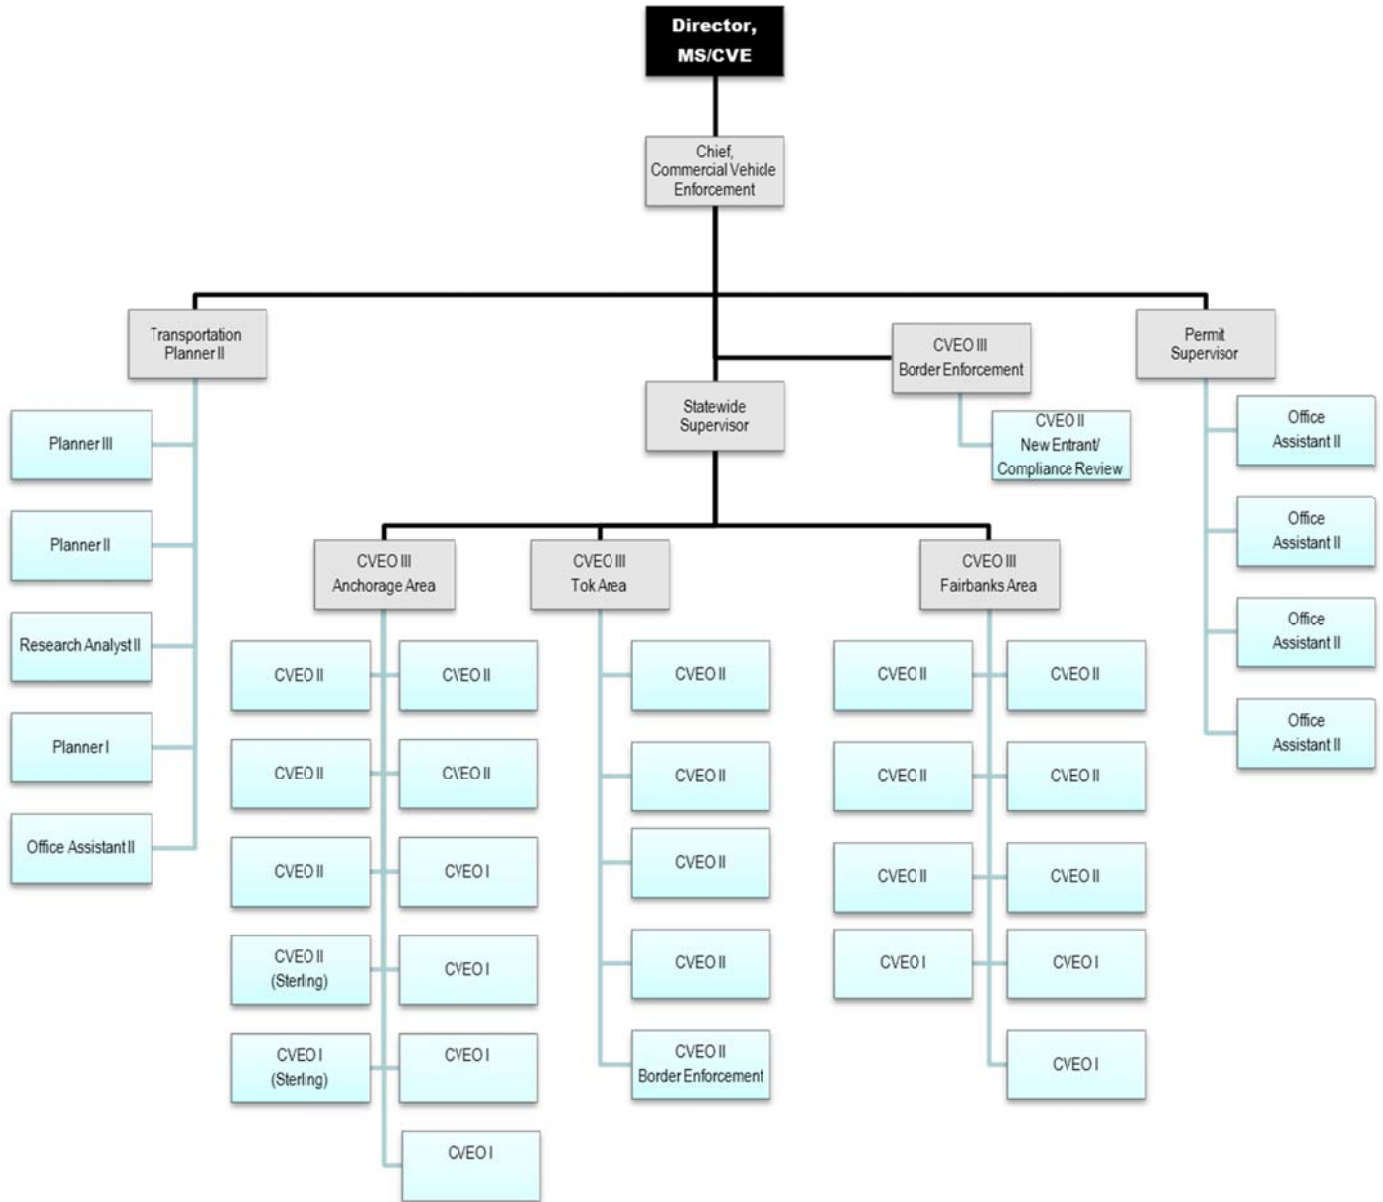 Director,
MS/CVE
Chief,
Commercial Vehicle
Enforcement
Transportation
Planner II
CVEO III
Border Enforcement
Permit
Supervisor
Statewide
Supervisor
Planner III
CVEO II
New Entrant/
Compliance Review
Office
Assistant II
Planner II
Office
Assistant II
CVEO III
Anchorage Area
CVEO III
Tok Area
CVEO III
Fairbanks Area
Research Analyst II
Office
Assistant II
CVEO II
CVEO II
CVEO II
CVEO II
CVEO II
Planner I
Office
Assistant II
CVEO II
CVEO II
CVEO II
CVEO II
CVEO II
Office Assistant II
CVEO II
CVEO I
CVEO II
CVEO II
CVEO II
CVEO II
(Sterling)
CVEO I
CVEO II
CVEO I
CVEO I
CVEO I
(Sterling)
CVEO I
CVEO II
Border Enforcement
CVEO I
CVEO I